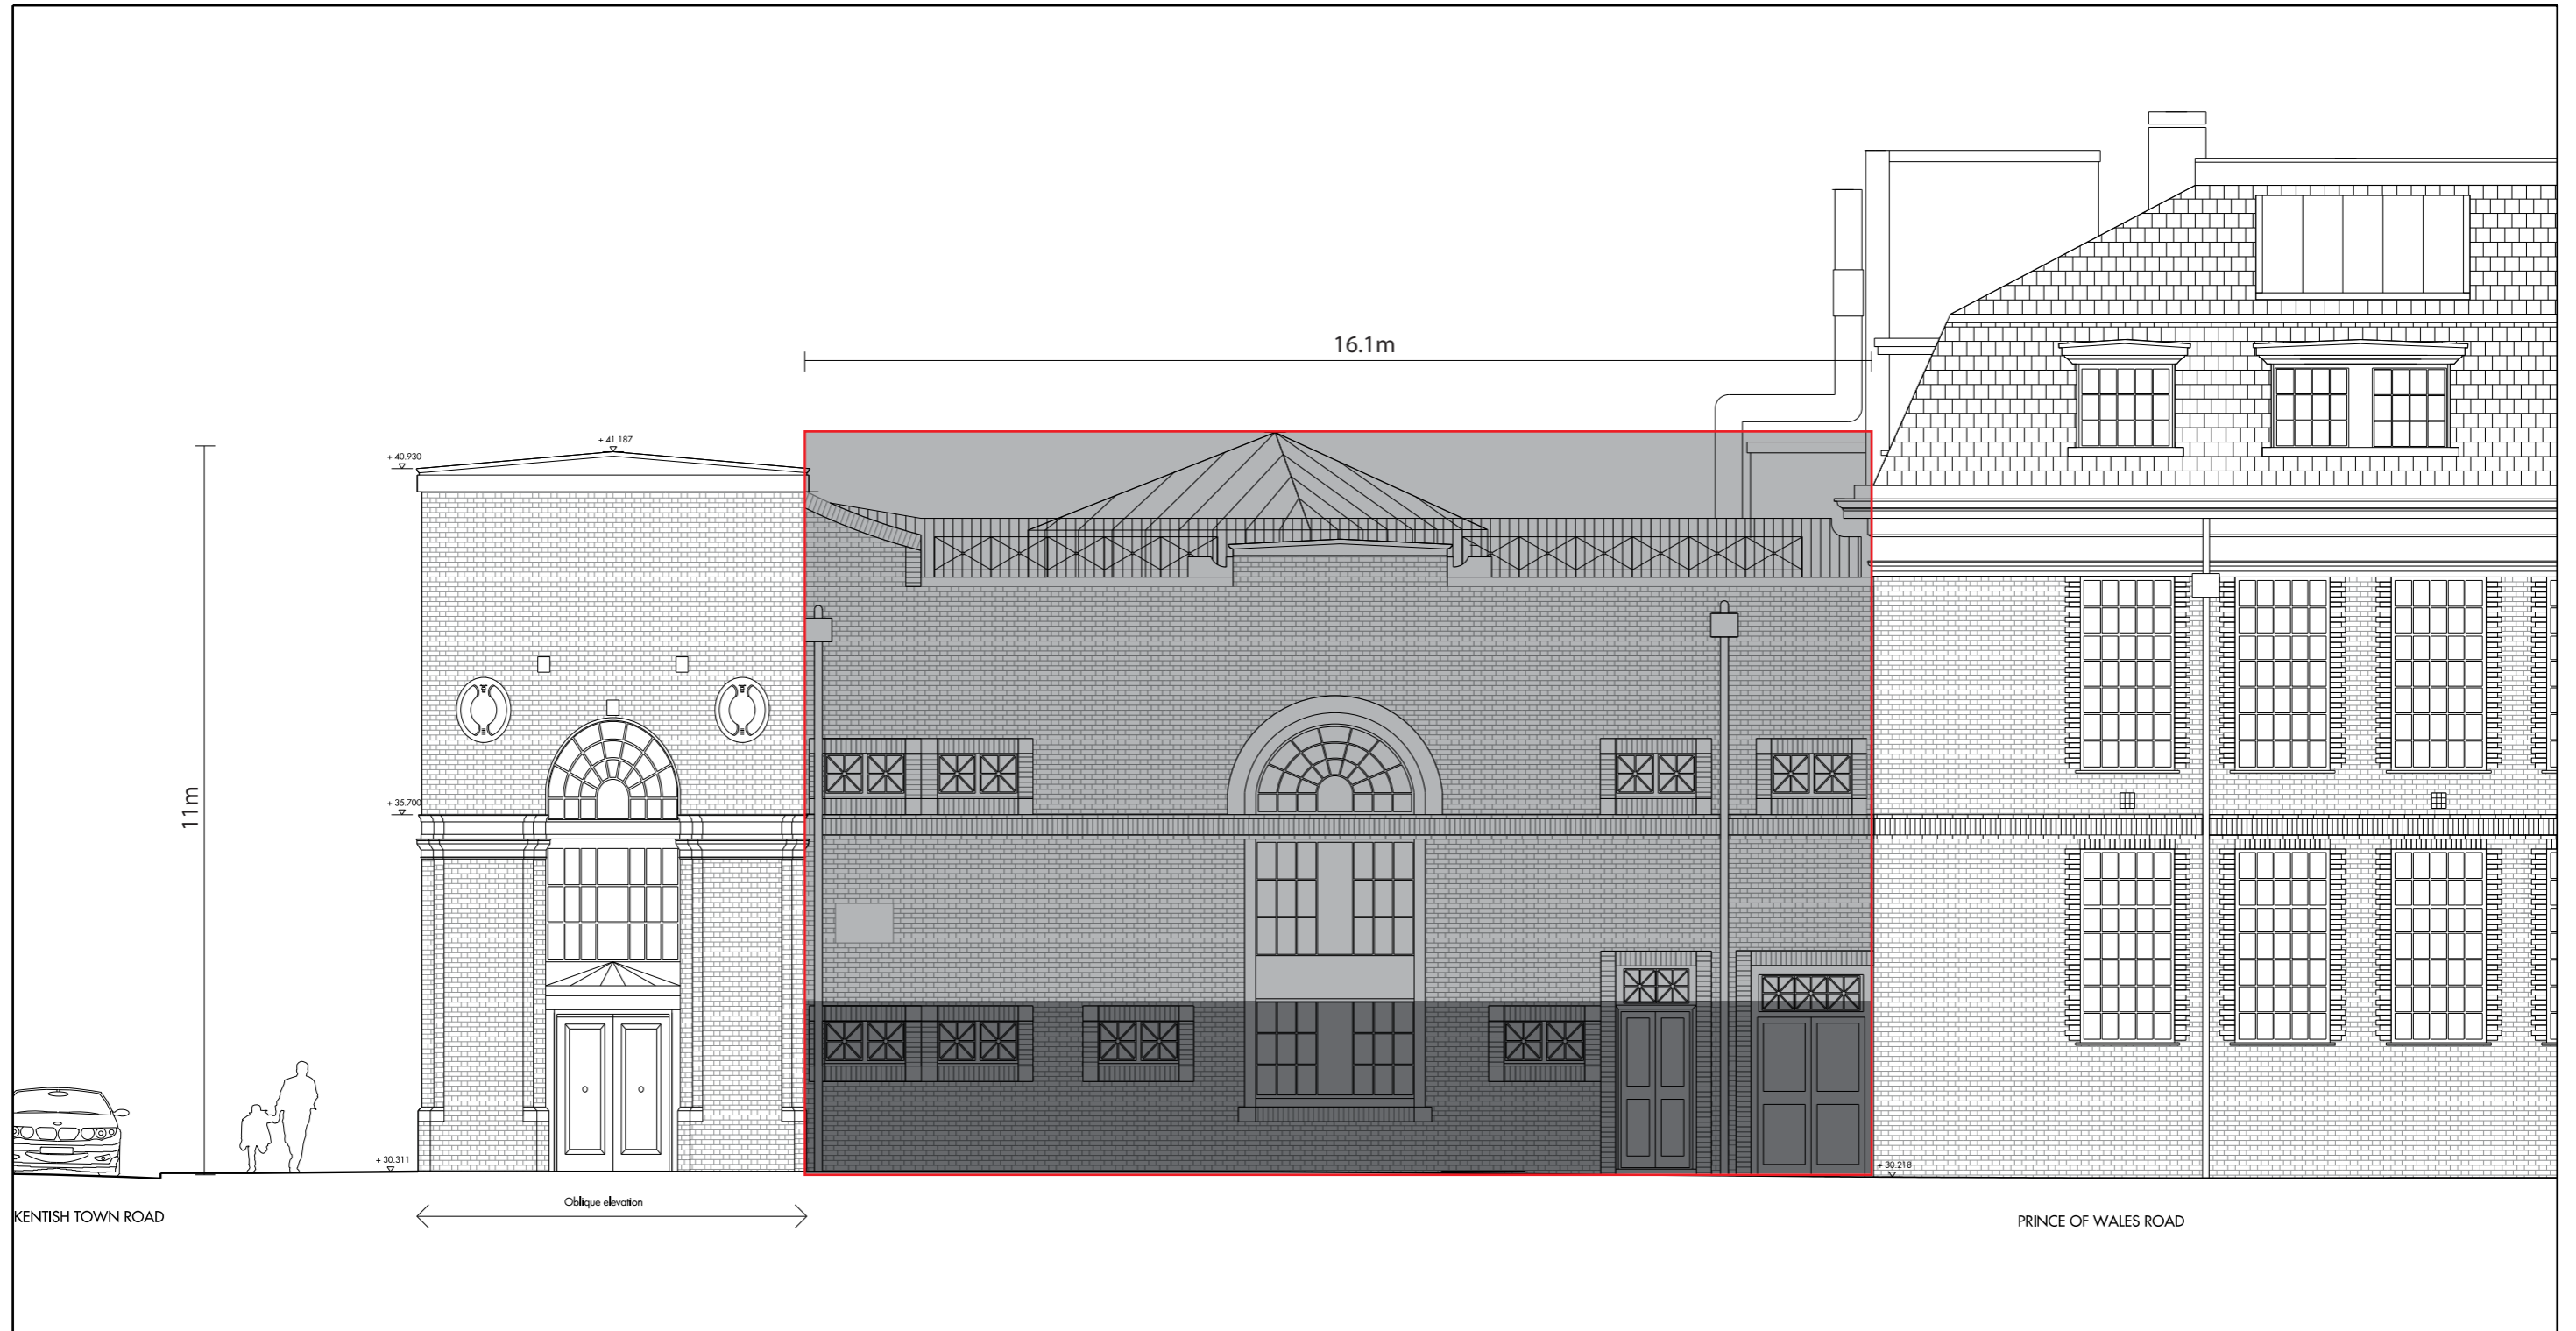 16.1m
+ 41.187
+ 40.930
11m
+ 35.700
+ 30.311
+ 30.218
Oblique elevation
KENTISH TOWN ROAD
PRINCE OF WALES ROAD